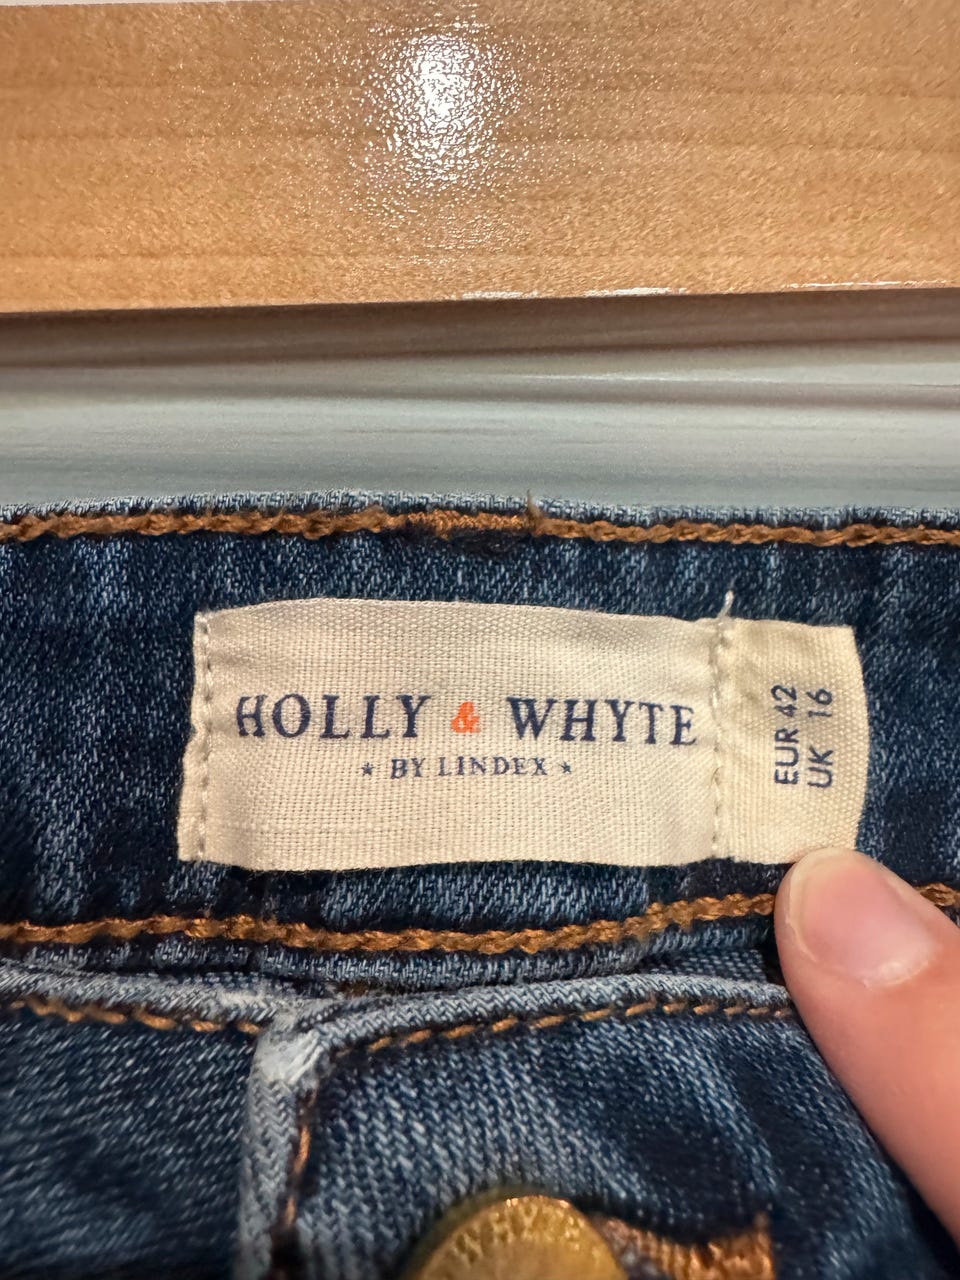 HOLLY & WHYTE
★ BY LINDEX ★
EUR 42
UK 16